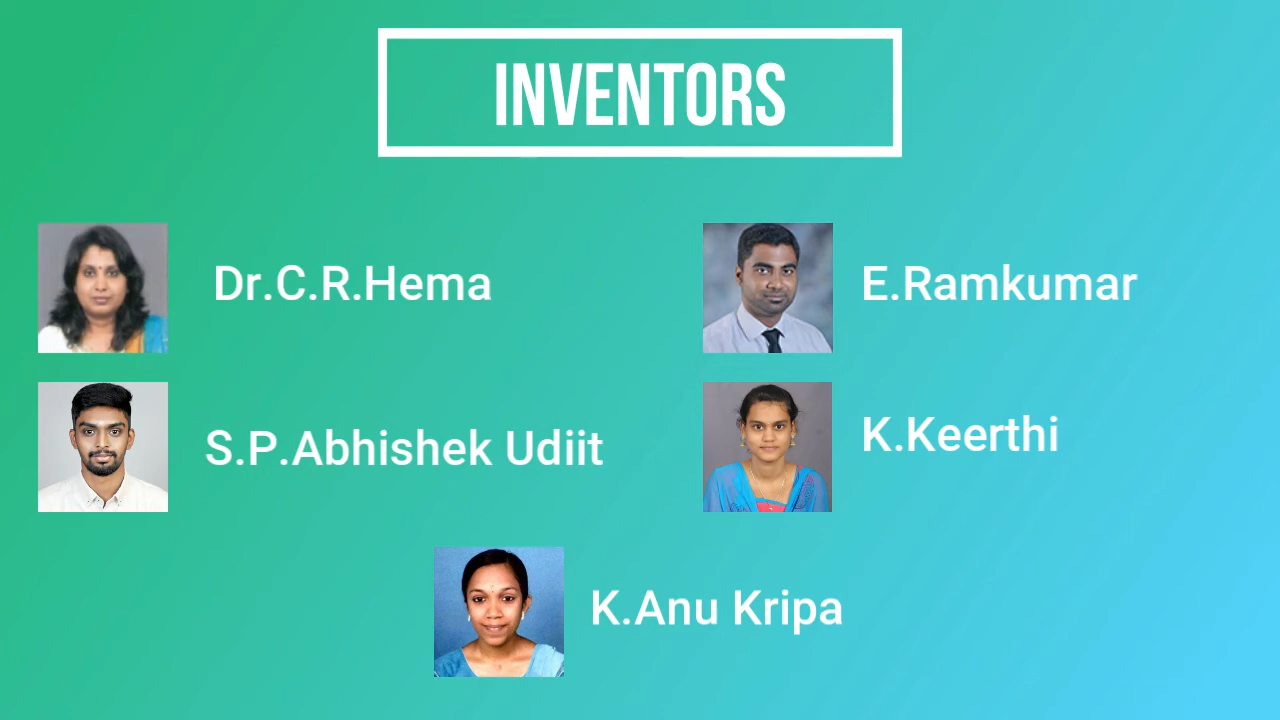 INVENTORS
Dr.C.R.Hema
E.Ramkumar
S.P.Abhishek Udiit
K.Keerthi
K.Anu Kripa